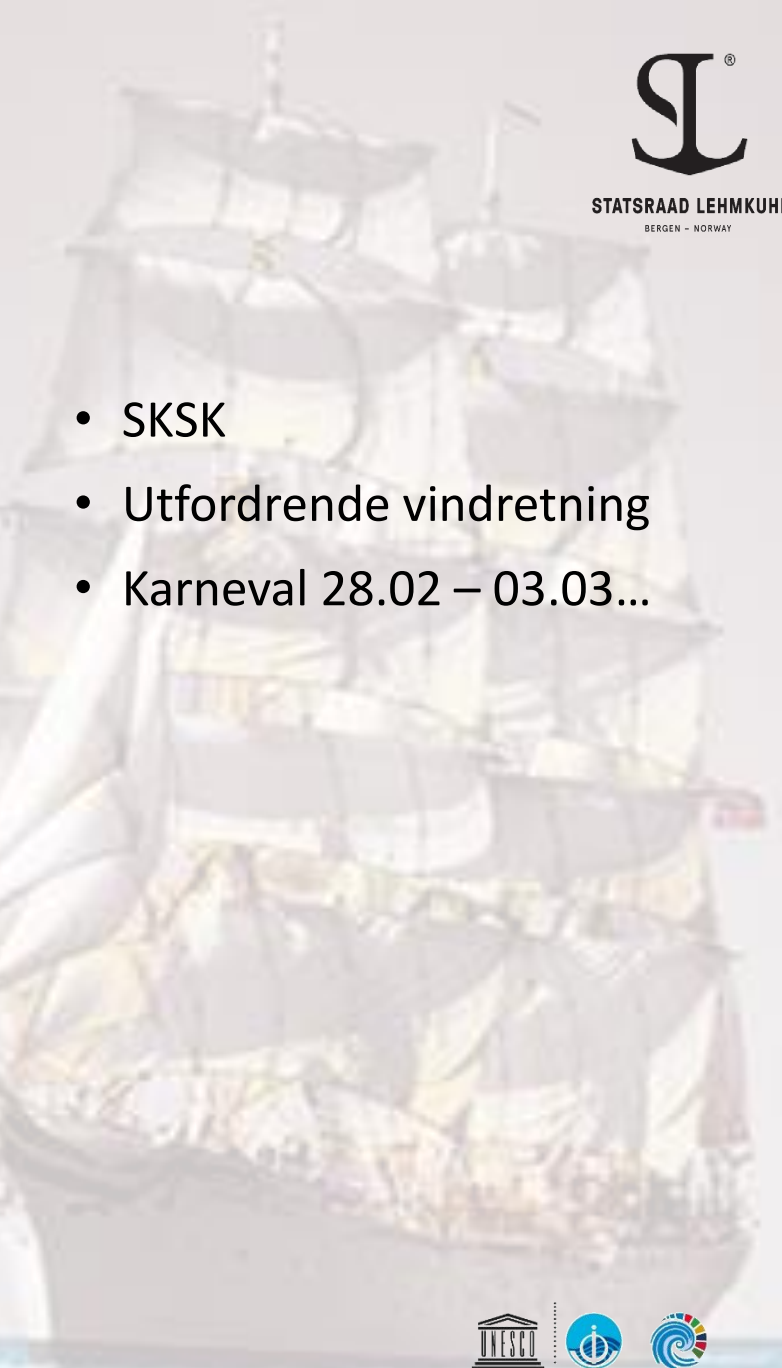 ®
STATSRAAD LEHMKUHL
BERGEN – NORWAY
• SKSK
• Utfordrende vindretning
• Karneval 28.02 – 03.03…
UNESCO